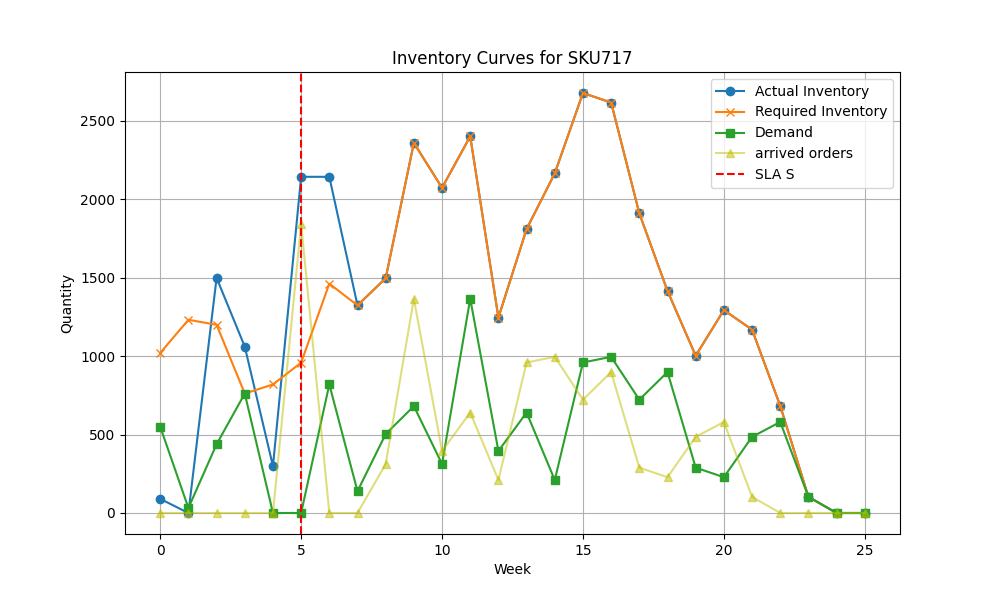 Inventory Curves for SKU717
Actual Inventory
Required Inventory
Demand
arrived orders
SLA S
Quantity
2500
2000
1500
1000
500
0
0 5 10 15 20 25
Week